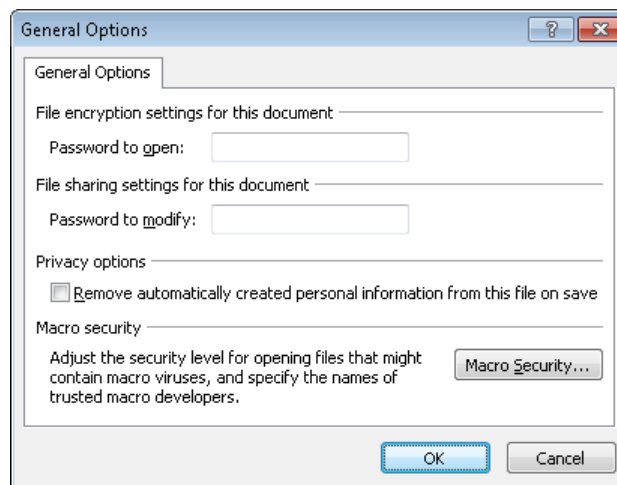 General Options
General Options
File encryption settings for this document
Password to open:
File sharing settings for this document
Password to modify:
Privacy options
Remove automatically created personal information from this file on save
Macro security
Adjust the security level for opening files that might
contain macro viruses, and specify the names of
trusted macro developers.
Macro Security...
OK
Cancel